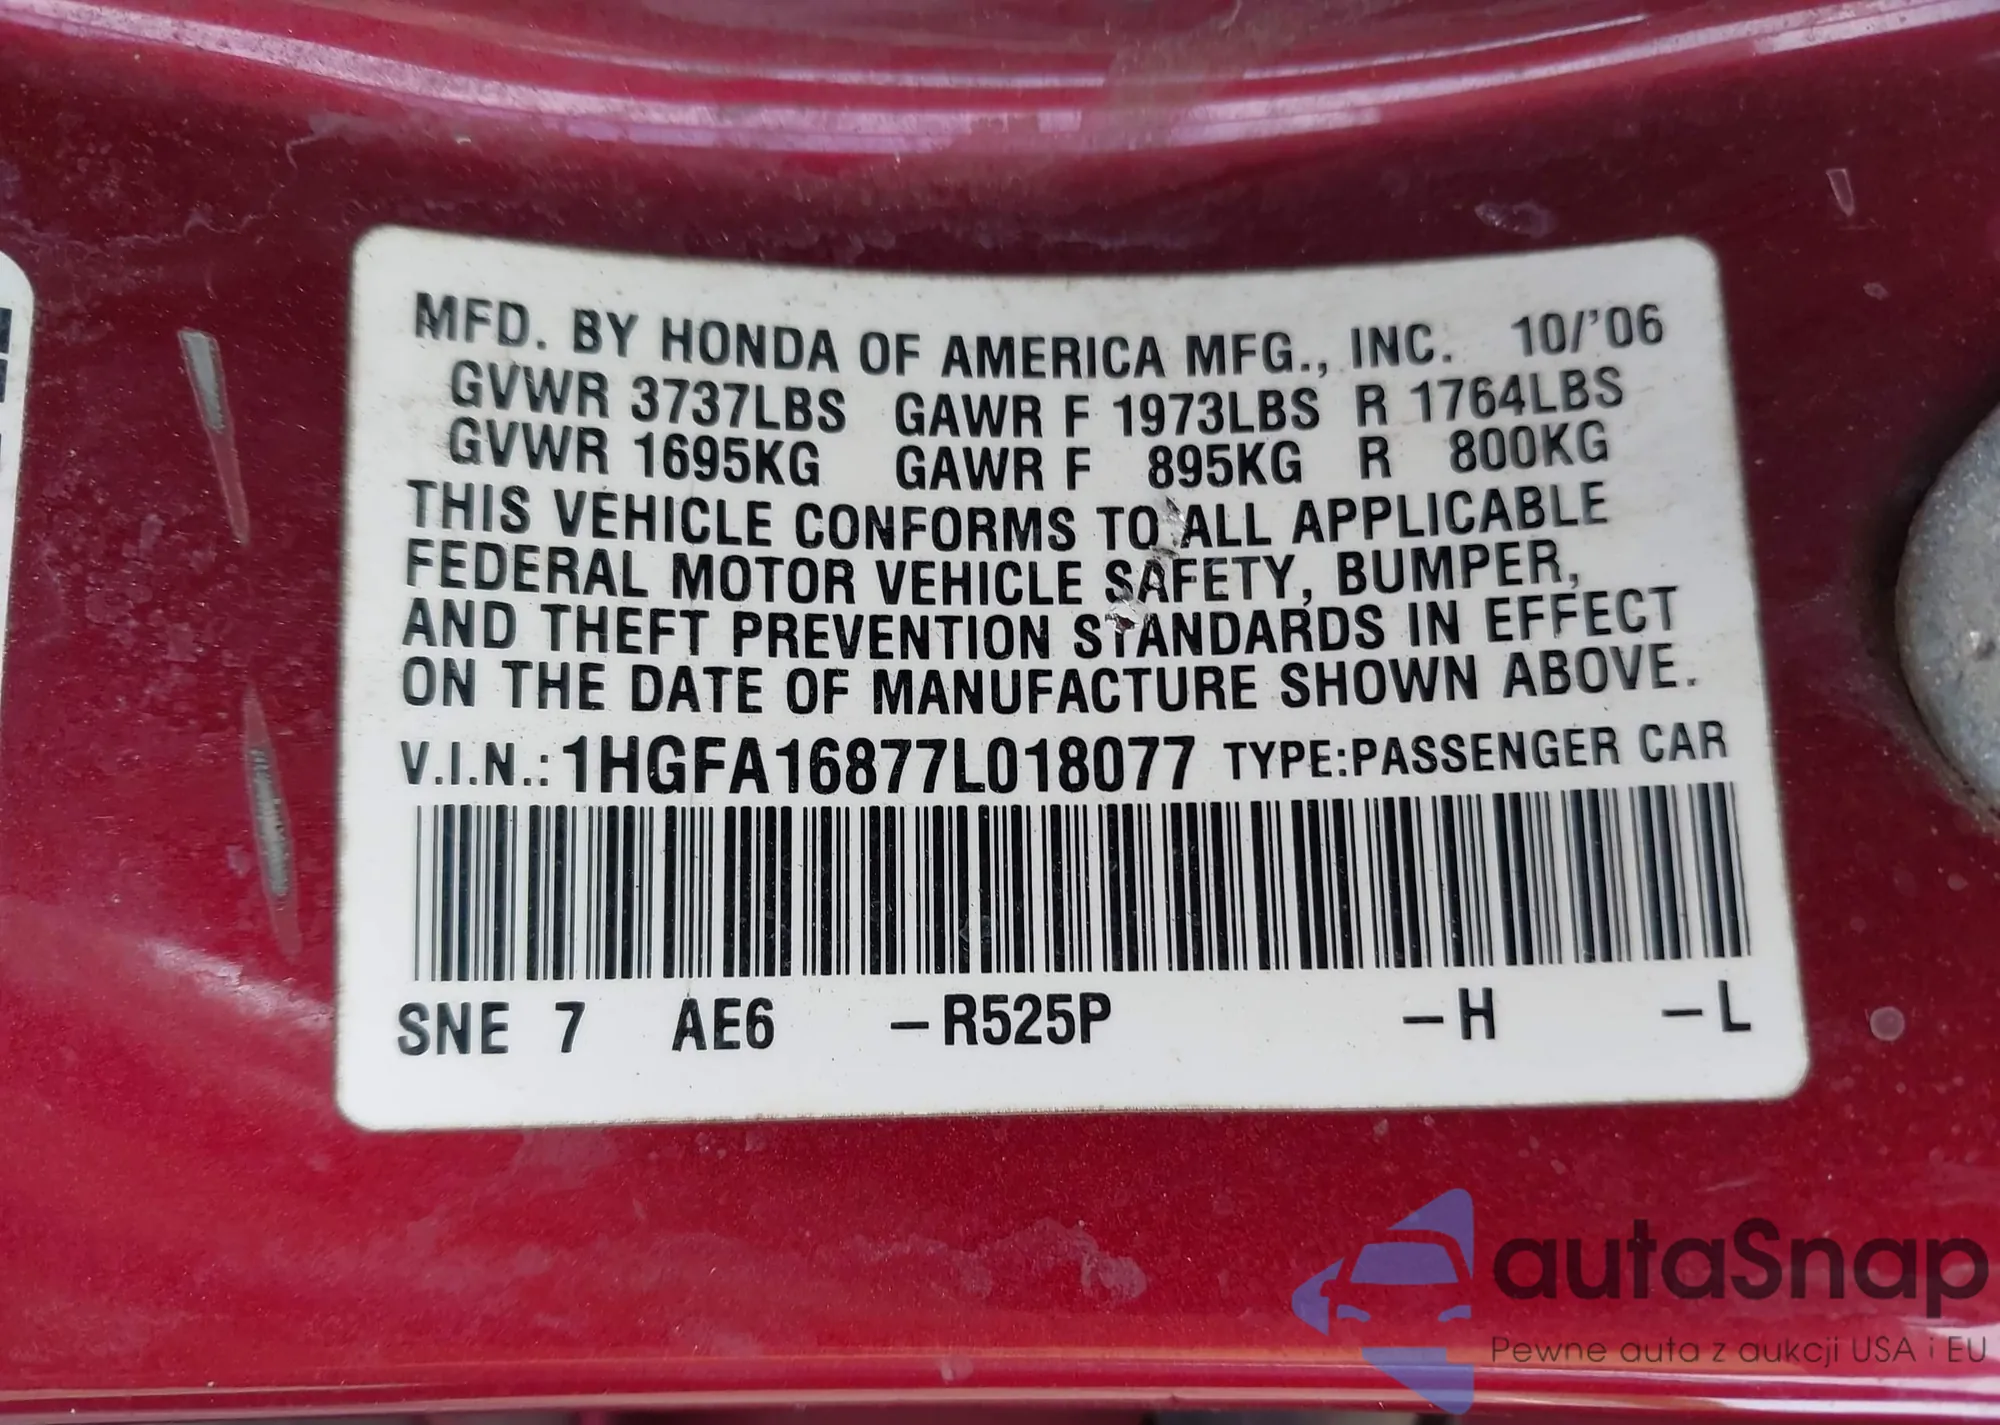 MFD. BY HONDA OF AMERICA MFG., INC. 10/'06
GVWR 3737LBS GAWR F 1973LBS R 1764LBS
GVWR 1695KG GAWR F 895KG R 800KG
THIS VEHICLE CONFORMS TO ALL APPLICABLE
FEDERAL MOTOR VEHICLE SAFETY, BUMPER,
AND THEFT PREVENTION STANDARDS IN EFFECT
ON THE DATE OF MANUFACTURE SHOWN ABOVE.
V.I.N.: 1HGFA16877L018077 TYPE:PASSENGER CAR
SNE 7 AE6 –R525P –H –L
autaSnap
Pewne auta z aukcji USA i EU